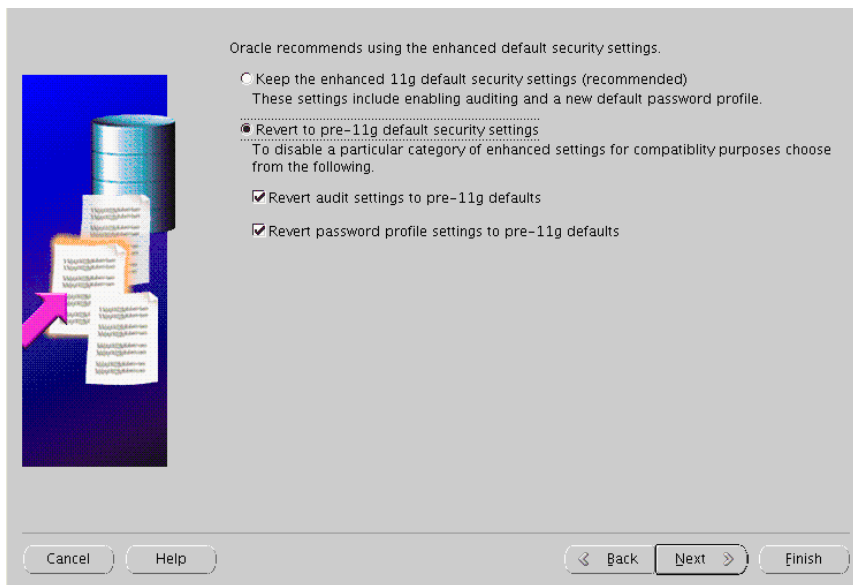 Oracle recommends using the enhanced default security settings.
Keep the enhanced 11g default security settings (recommended)
These settings include enabling auditing and a new default password profile.
Revert to pre-11g default security settings
To disable a particular category of enhanced settings for compatiblity purposes choose
from the following.
Revert audit settings to pre-11g defaults
Revert password profile settings to pre-11g defaults
Cancel
Help
Back
Next
Finish